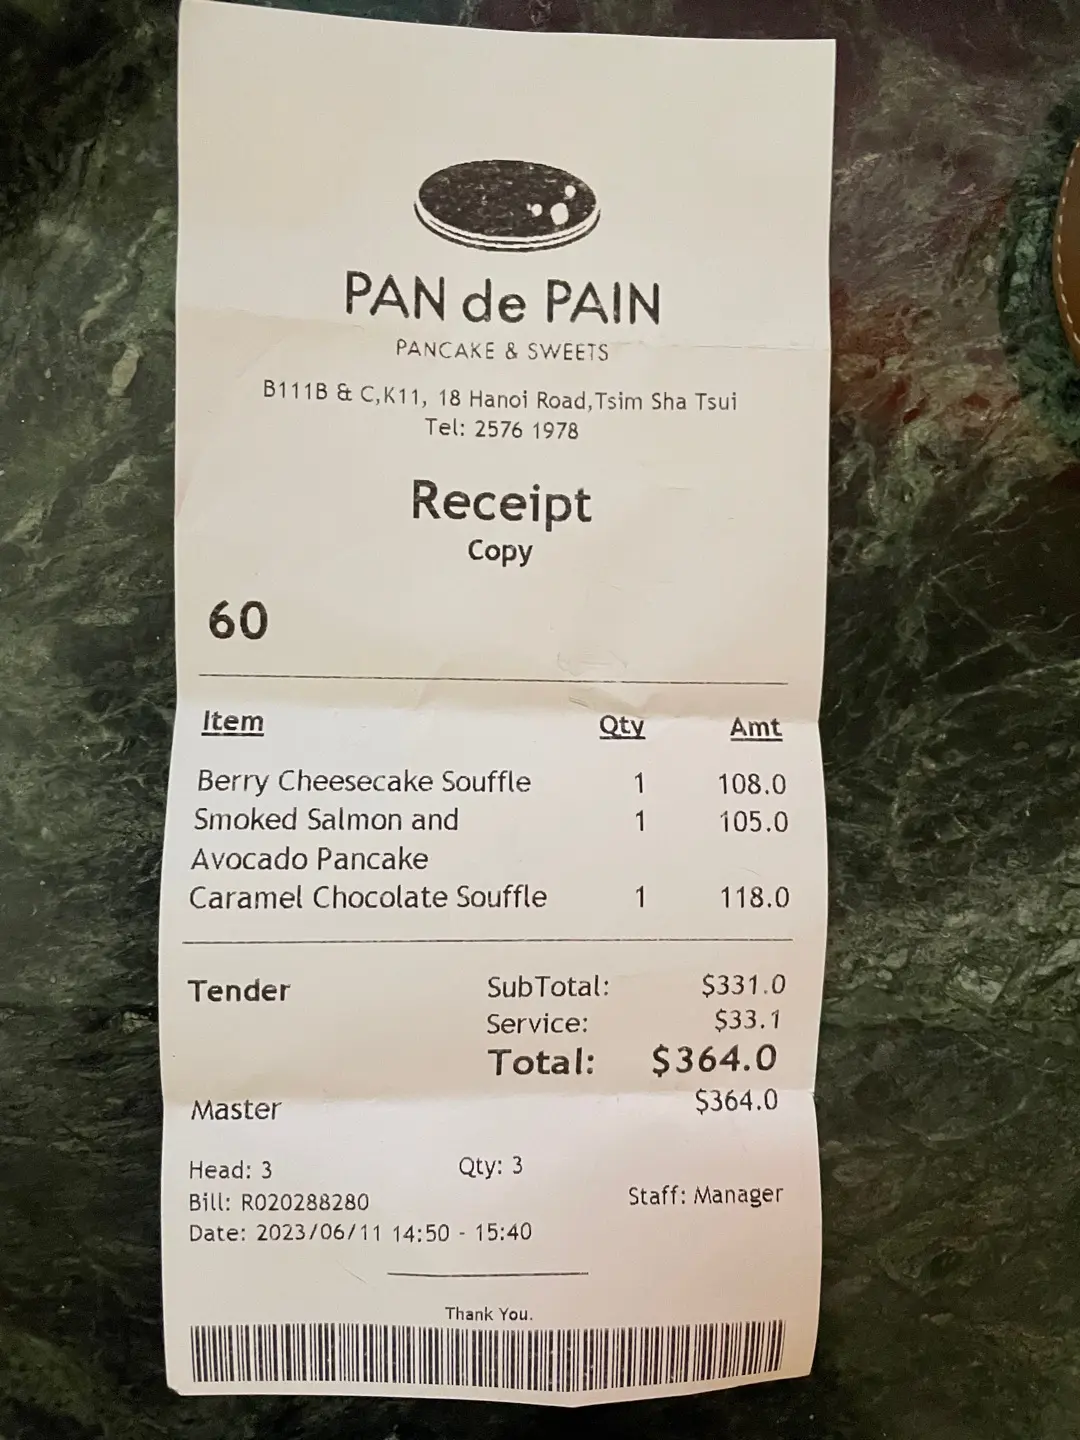 PAN de PAIN
PANCAKE & SWEETS
B111B & C,K11, 18 Hanoi Road,Tsim Sha Tsui
Tel: 2576 1978
Receipt
Copy
60
Item Qty Amt
Berry Cheesecake Souffle 1 108.0
Smoked Salmon and 1 105.0
Avocado Pancake
Caramel Chocolate Souffle 1 118.0
Tender SubTotal: $331.0
Service: $33.1
Total: $364.0
Master $364.0
Head: 3 Qty: 3
Bill: R020288280 Staff: Manager
Date: 2023/06/11 14:50 - 15:40
Thank You.